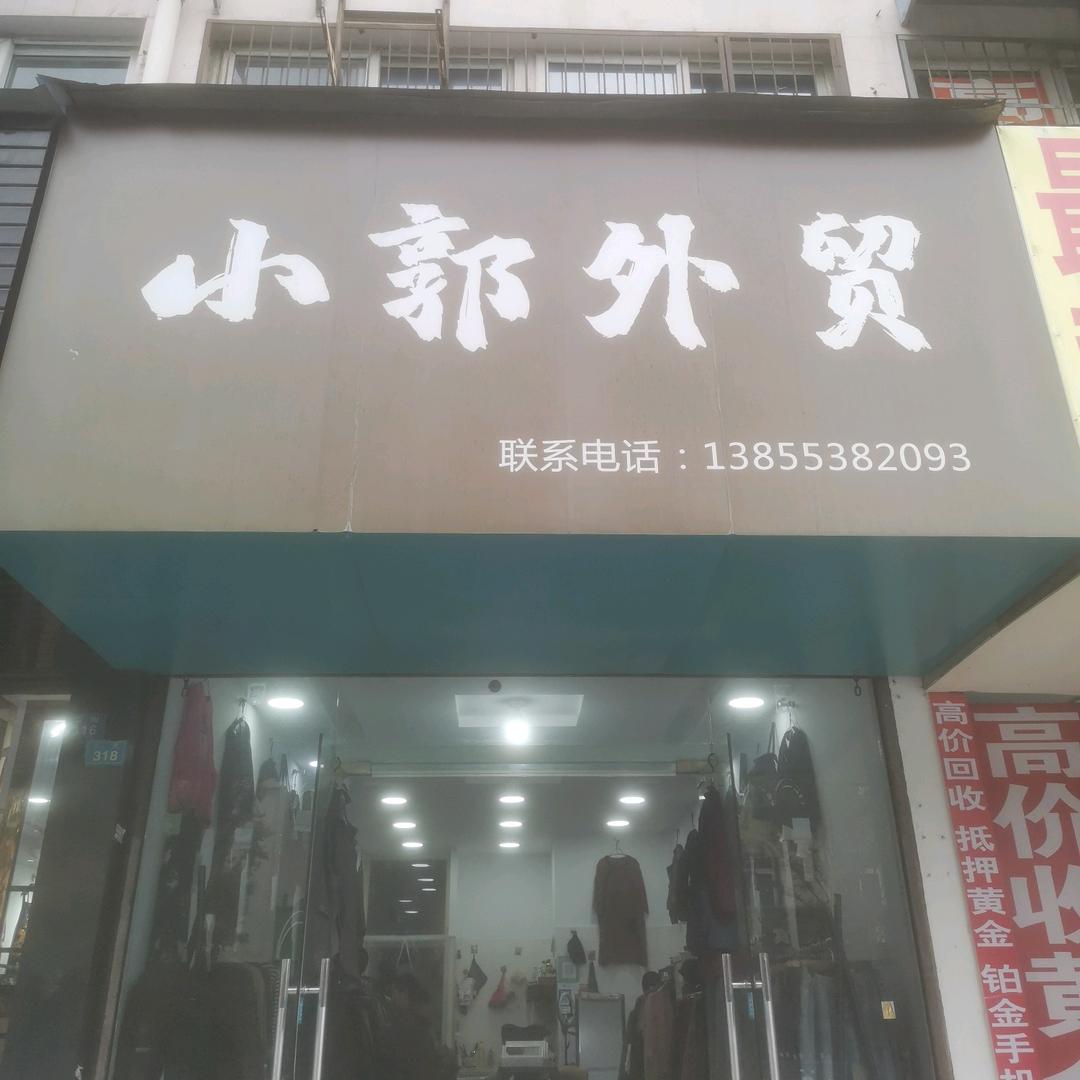 小郭外贸
联系电话：13855382093
318
高价回收 抵押黄金 铂金手机
高价收黄